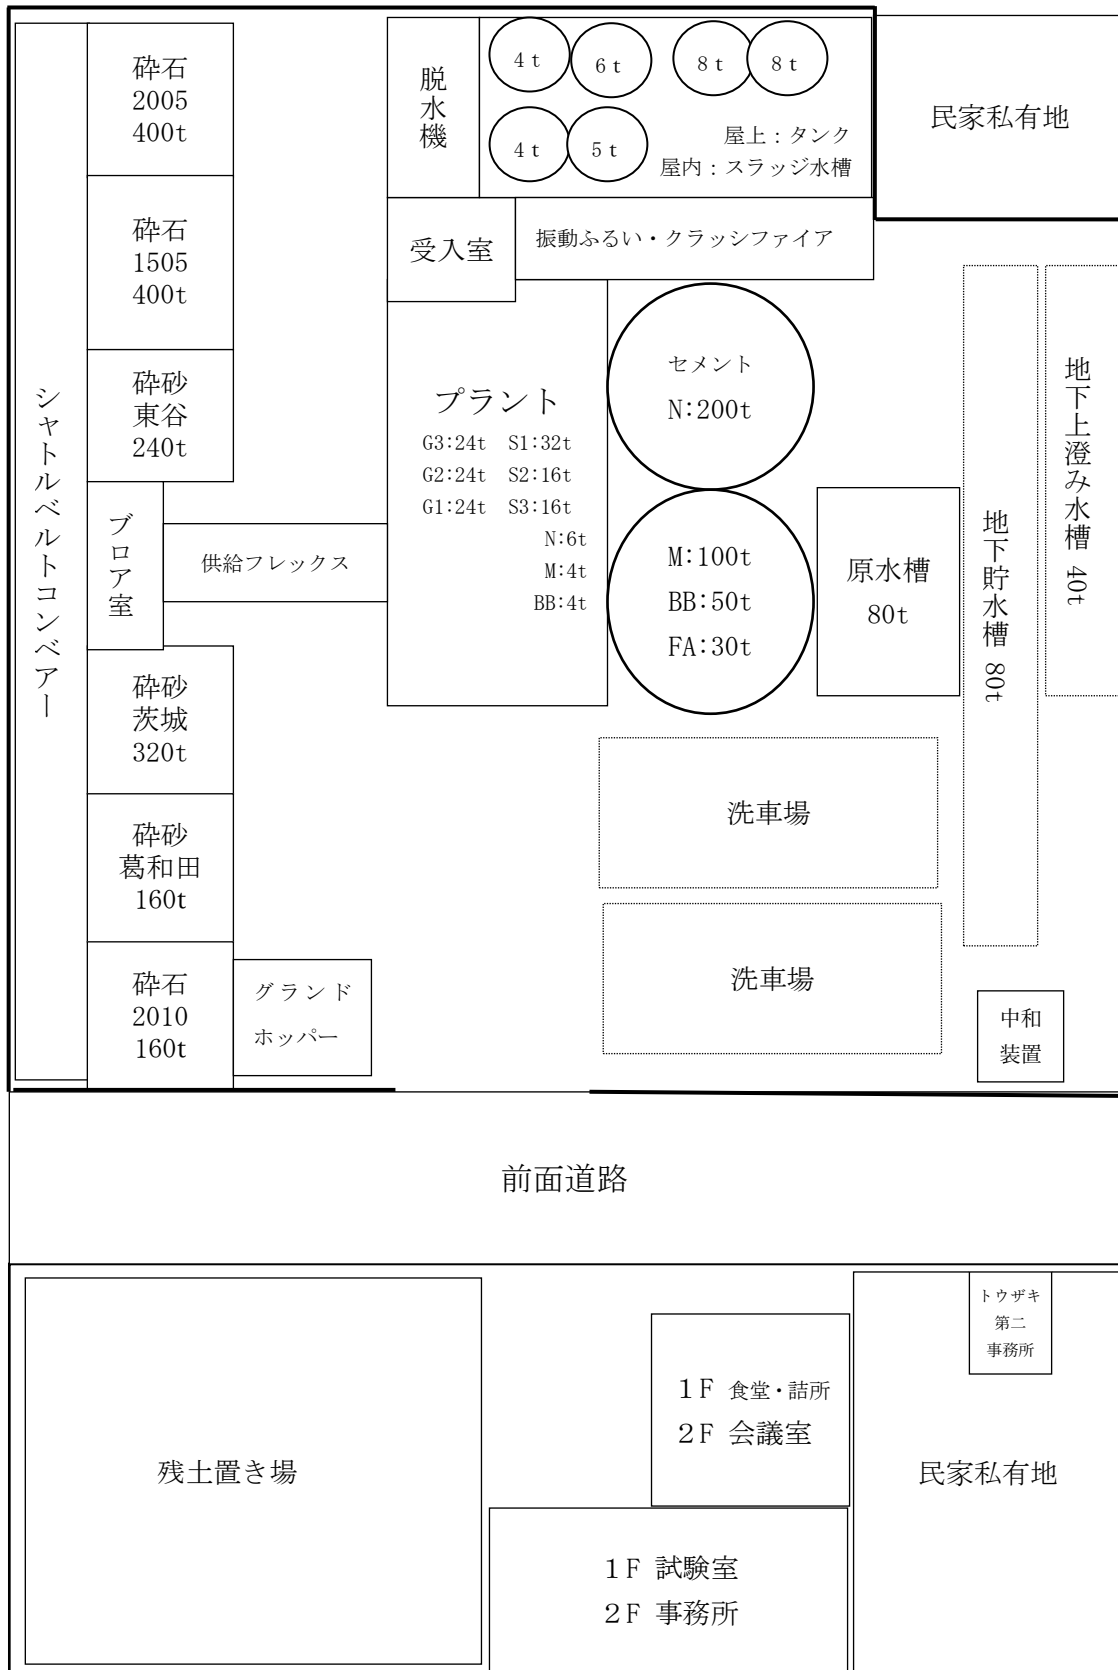 砕石
2005
400t
脱水機
4t
6t
8t
8t
4t
5t
屋上：タンク
屋内：スラッジ水槽
民家私有地
砕石
1505
400t
受入室
振動ふるい・クラッシファイア
シャトルベルトコンベアー
砕砂
東谷
240t
プラント
G3:24t S1:32t
G2:24t S2:16t
G1:24t S3:16t
N:6t
M:4t
BB:4t
セメント
N:200t
M:100t
BB:50t
FA:30t
原水槽
80t
地下貯水槽 80t
地下上澄み水槽 40t
ブロア室
供給フレックス
砕砂
茨城
320t
砕砂
葛和田
160t
洗車場
洗車場
砕石
2010
160t
グランド
ホッパー
中和
装置
前面道路
残土置き場
1F 食堂・詰所
2F 会議室
1F 試験室
2F 事務所
トウザキ
第二
事務所
民家私有地